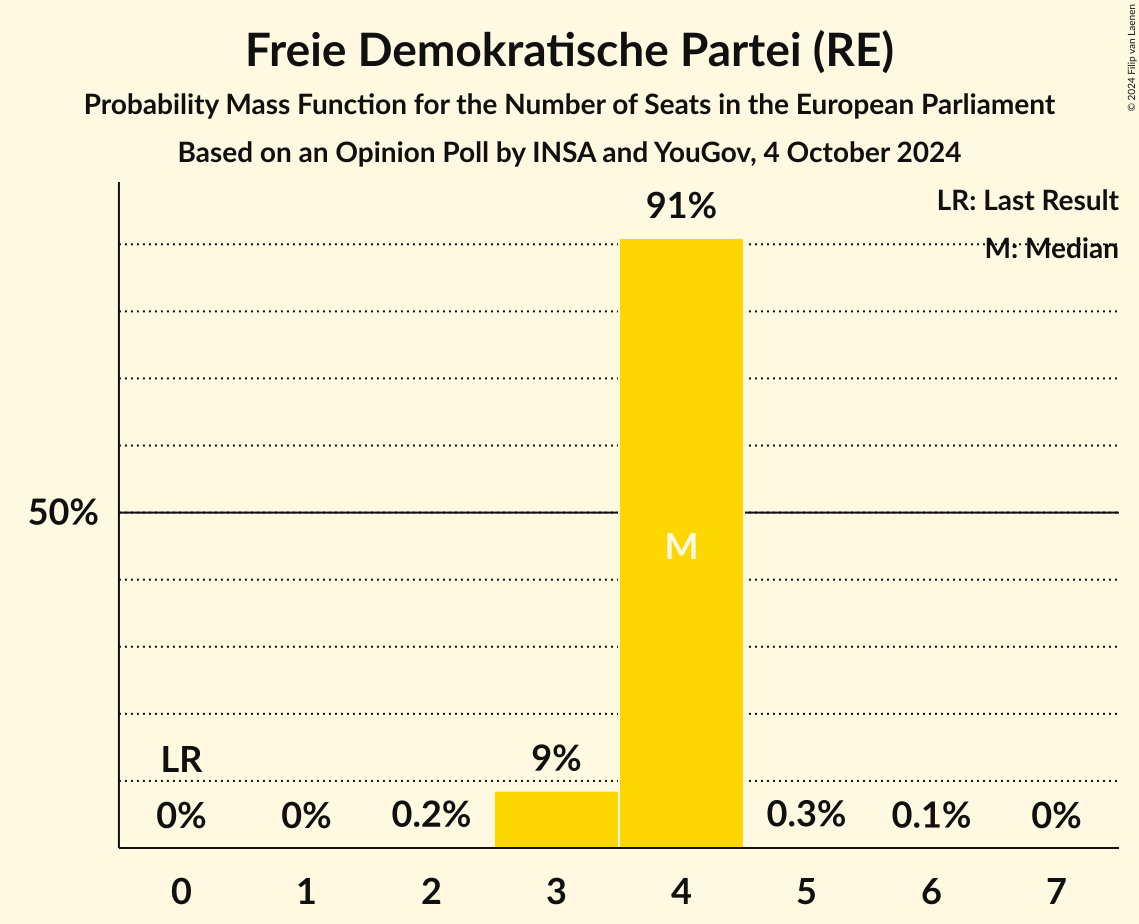 Freie Demokratische Partei (RE)
Probability Mass Function for the Number of Seats in the European Parliament
Based on an Opinion Poll by INSA and YouGov, 4 October 2024
© 2024 Filip van Laenen
LR: Last Result
M: Median
91%
50%
M
LR
9%
0% 0% 0.2% 0.3% 0.1% 0%
0 1 2 3 4 5 6 7